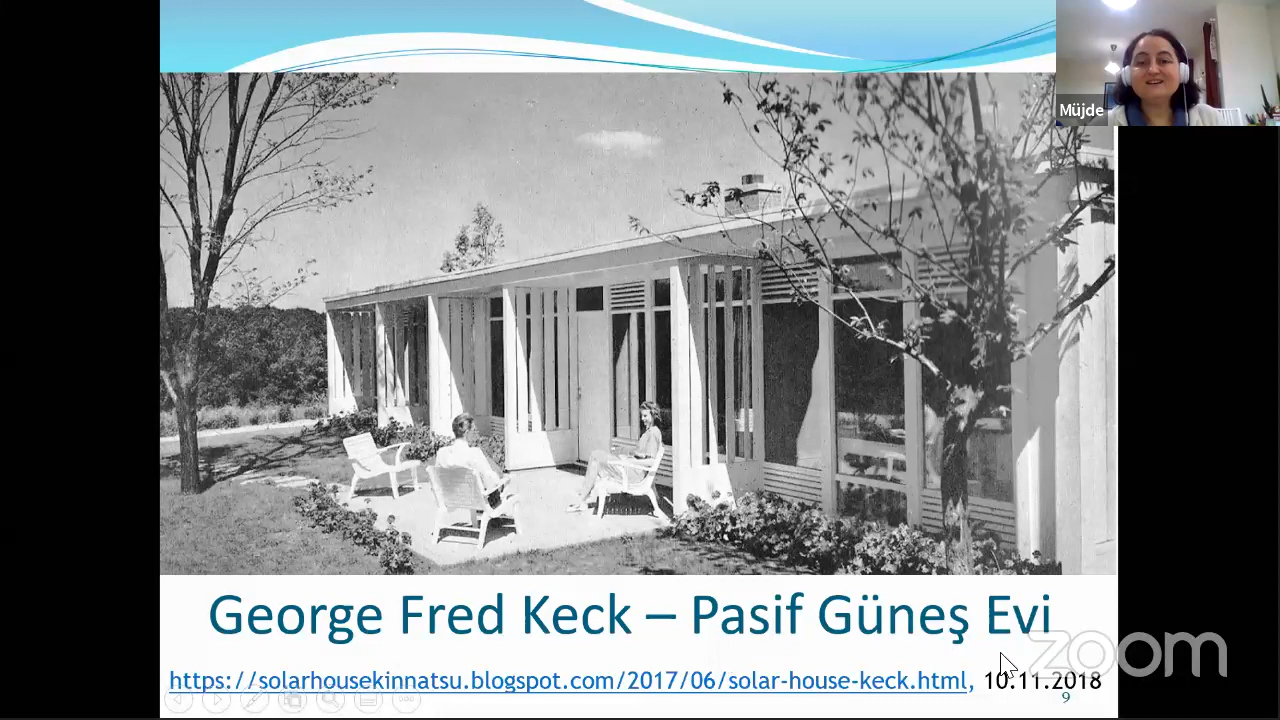 Müjde
George Fred Keck – Pasif Güneş Evi
https://solarhousekinnatsu.blogspot.com/2017/06/solar-house-keck.html, 10.11.2018
zoom
9